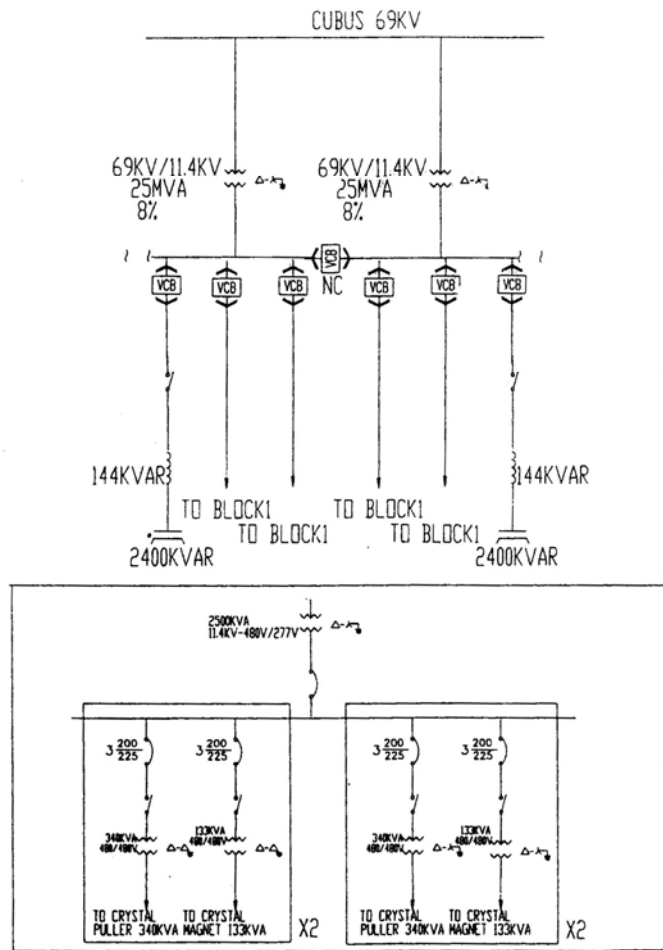 CUBUS 69KV
69KV/11.4KV
25MVA
8%
Δ-
69KV/11.4KV
25MVA
8%
Δ-
VCB
NC
VCB
VCB
VCB
VCB
VCB
VCB
144KVAR
144KVAR
TO BLOCK1
TO BLOCK1
TO BLOCK1
TO BLOCK1
2400KVAR
2400KVAR
2500KVA
11.4KV-480V/277V
Δ-
3 200/225
3 200/225
3 200/225
3 200/225
340KVA
480/480V
Δ-Δ
133KVA
480/480V
Δ-Δ
340KVA
480/480V
Δ-
133KVA
480/480V
Δ-
TO CRYSTAL TO CRYSTAL
PULLER 340KVA MAGNET 133KVA
X2
TO CRYSTAL TO CRYSTAL
PULLER 340KVA MAGNET 133KVA
X2